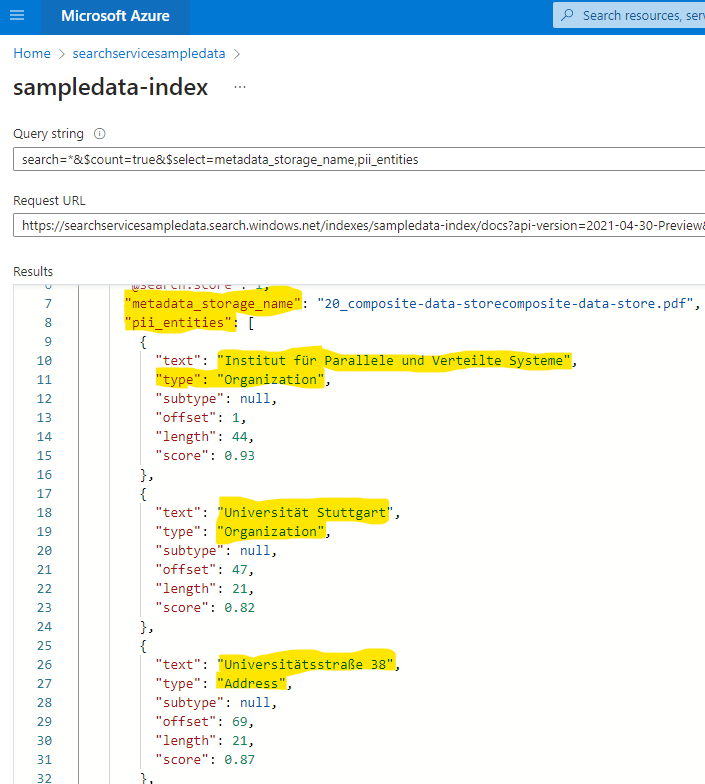 Microsoft Azure
Search resources, serv
Home > searchservicesampledata >
sampledata-index ...
Query string
search=*&$count=true&$select=metadata_storage_name,pii_entities
Request URL
https://searchservicesampledata.search.windows.net/indexes/sampledata-index/docs?api-version=2021-04-30-Preview&
Results
6 "@search.score": 1,
7 "metadata_storage_name": "20_composite-data-storecomposite-data-store.pdf",
8 "pii_entities": [
9 {
10 "text": "Institut für Parallele und Verteilte Systeme",
11 "type": "Organization",
12 "subtype": null,
13 "offset": 1,
14 "length": 44,
15 "score": 0.93
16 },
17 {
18 "text": "Universität Stuttgart",
19 "type": "Organization",
20 "subtype": null,
21 "offset": 47,
22 "length": 21,
23 "score": 0.82
24 },
25 {
26 "text": "Universitätsstraße 38",
27 "type": "Address",
28 "subtype": null,
29 "offset": 69,
30 "length": 21,
31 "score": 0.87
32 },